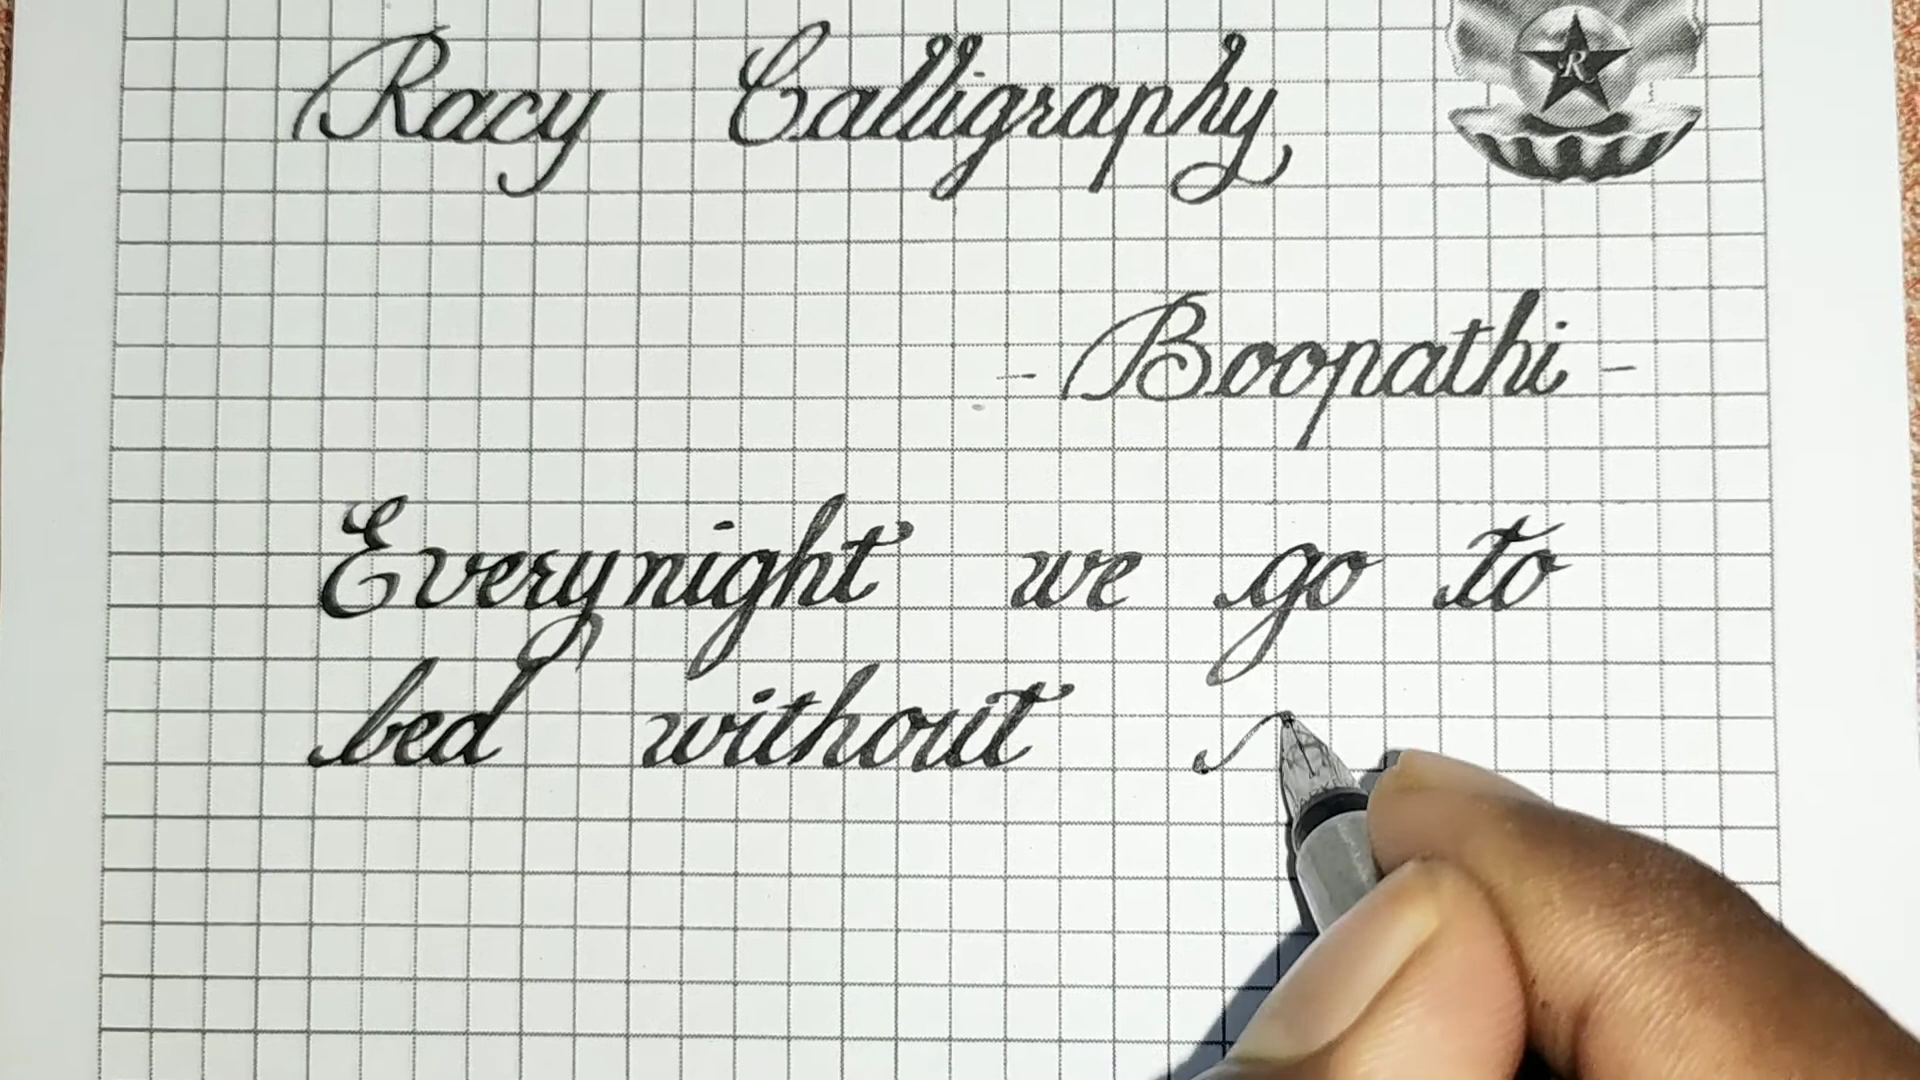 Racy Calligraphy
R
- Boopathi -
Everynight we go to
bed without